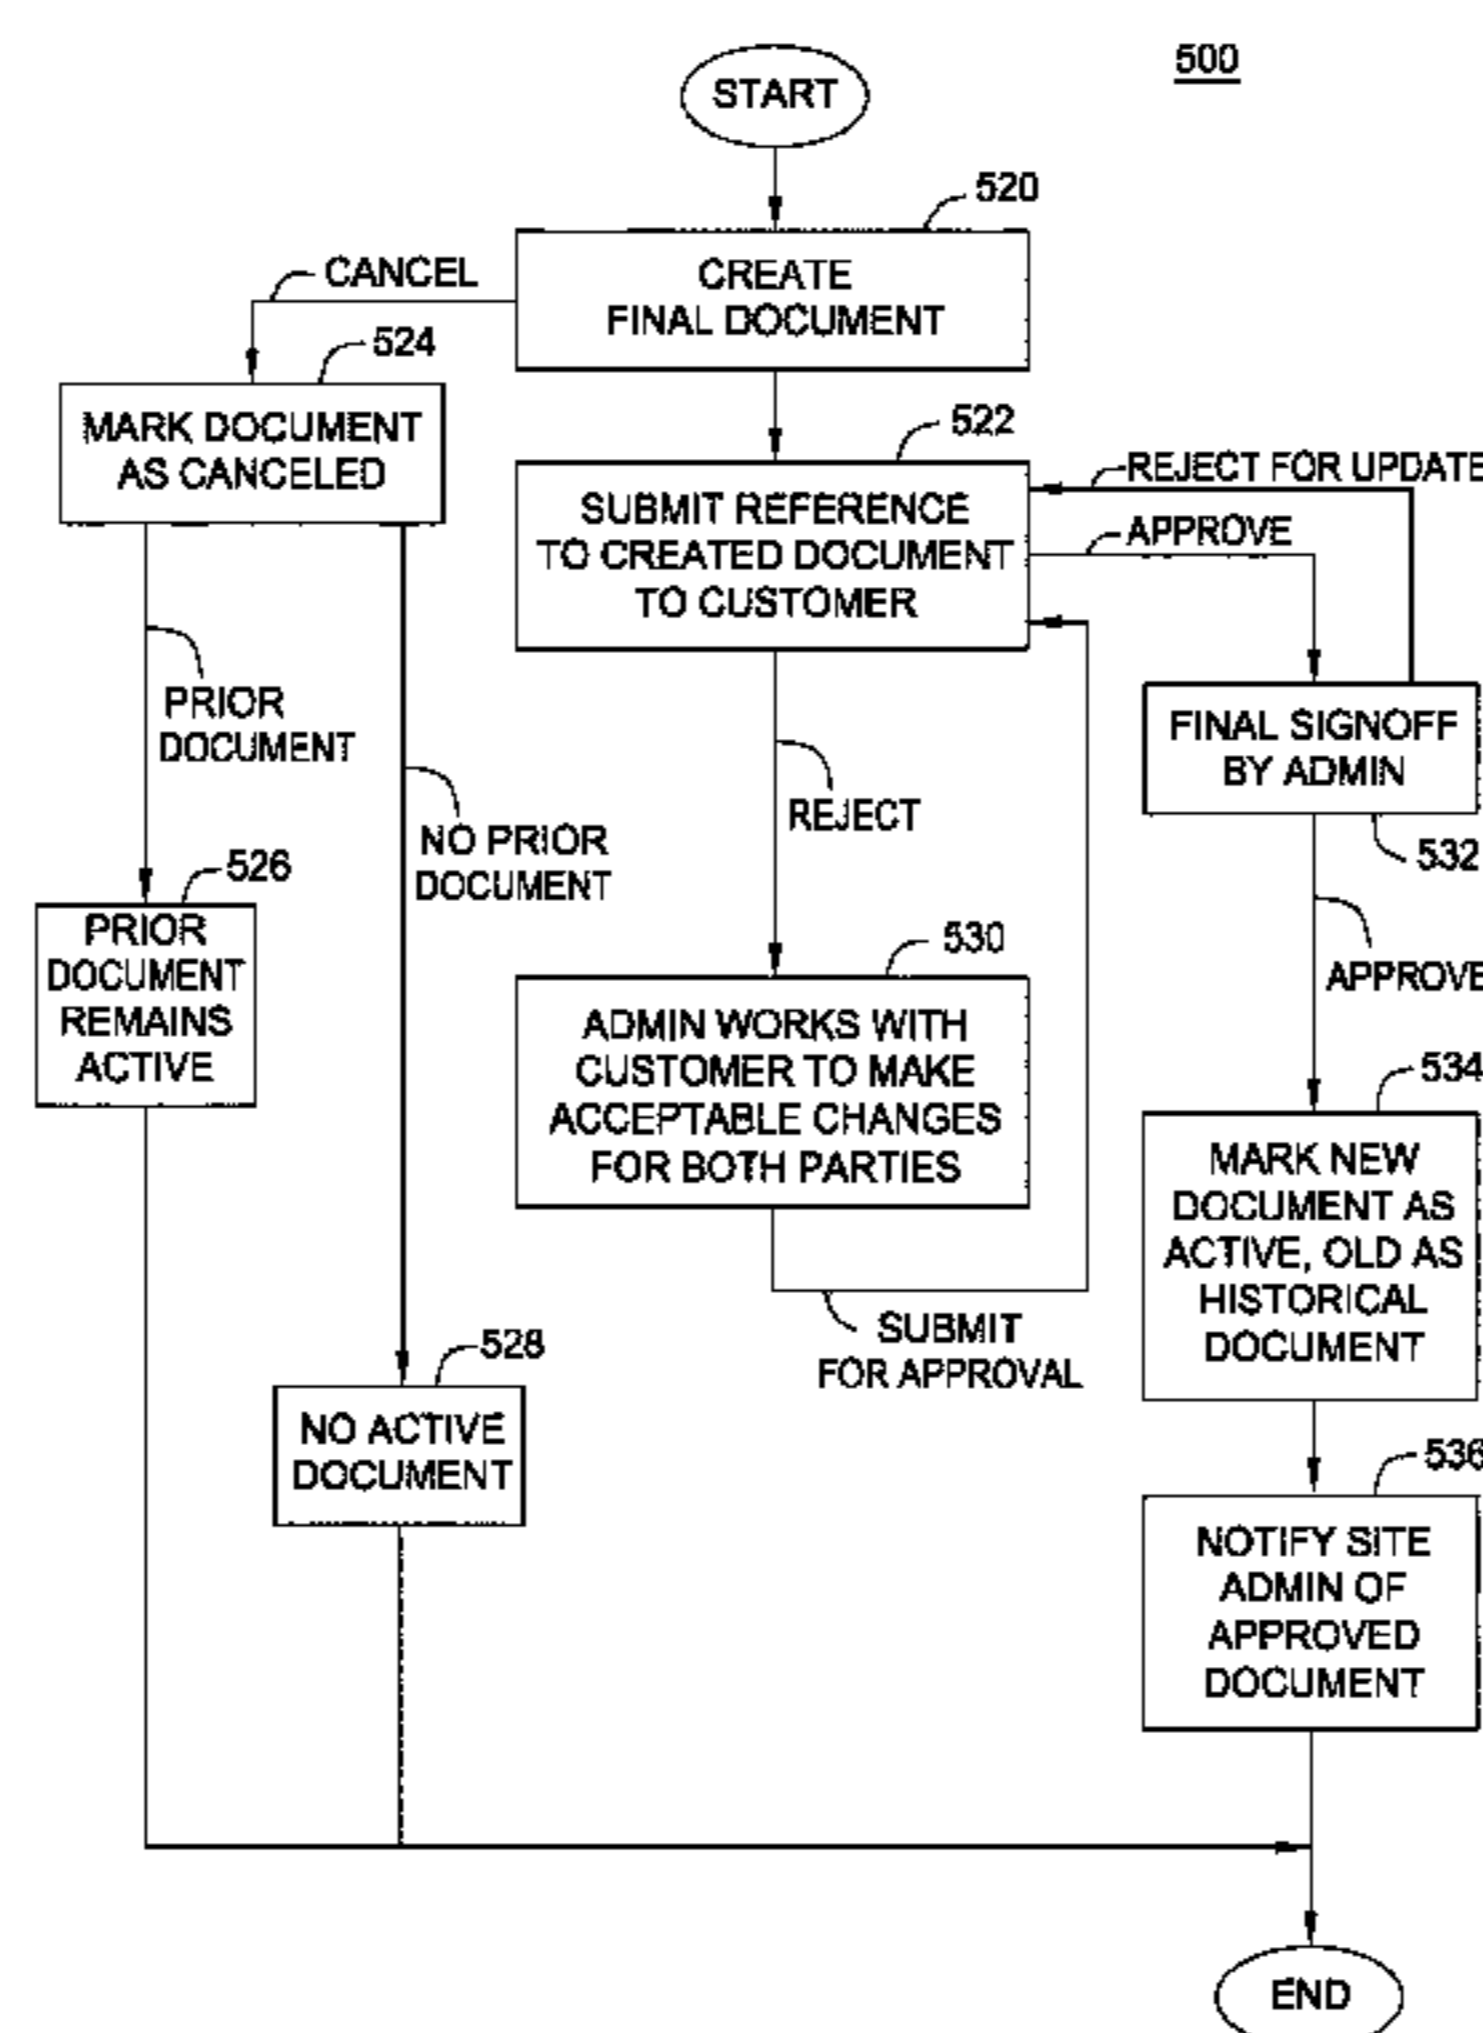 500
START
520
CREATE
FINAL DOCUMENT
CANCEL
524
MARK DOCUMENT
AS CANCELED
522
SUBMIT REFERENCE
TO CREATED DOCUMENT
TO CUSTOMER
REJECT FOR UPDATE
APPROVE
FINAL SIGNOFF
BY ADMIN
532
PRIOR
DOCUMENT
NO PRIOR
DOCUMENT
REJECT
526
PRIOR
DOCUMENT
REMAINS
ACTIVE
530
ADMIN WORKS WITH
CUSTOMER TO MAKE
ACCEPTABLE CHANGES
FOR BOTH PARTIES
APPROVE
534
MARK NEW
DOCUMENT AS
ACTIVE, OLD AS
HISTORICAL
DOCUMENT
SUBMIT
FOR APPROVAL
528
NO ACTIVE
DOCUMENT
536
NOTIFY SITE
ADMIN OF
APPROVED
DOCUMENT
END